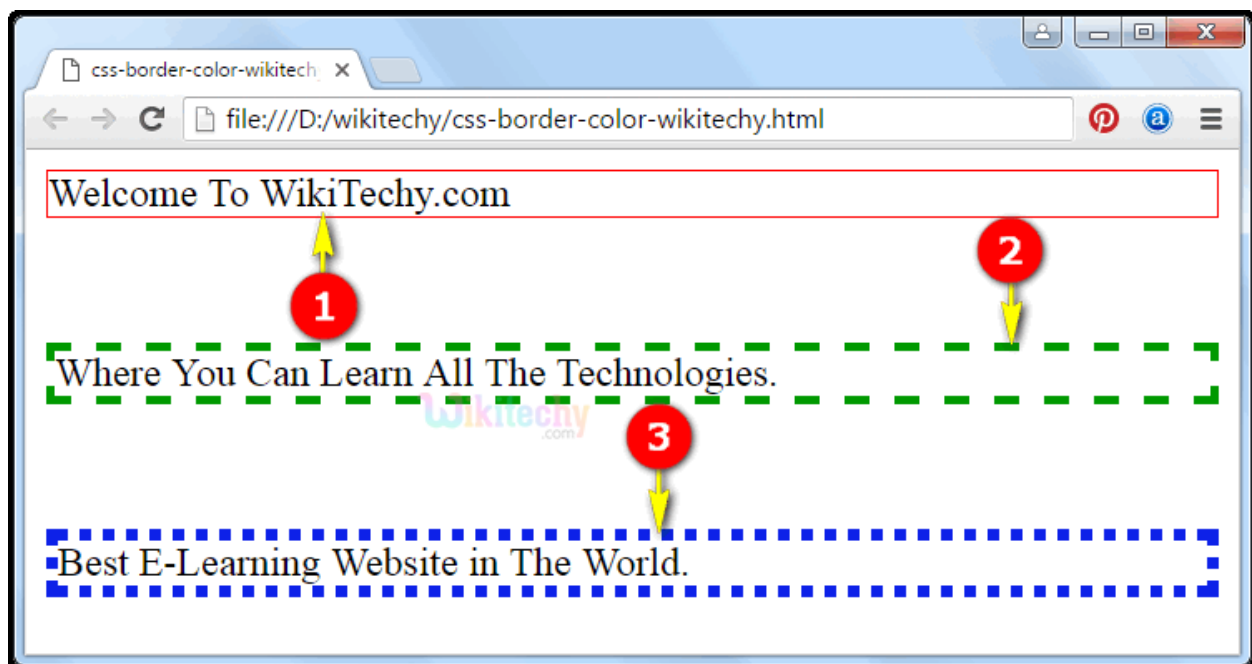 css-border-color-wikitech
file:///D:/wikitechy/css-border-color-wikitechy.html
Welcome To WikiTechy.com
2
1
Where You Can Learn All The Technologies.
Wikitechy
.com
3
Best E-Learning Website in The World.